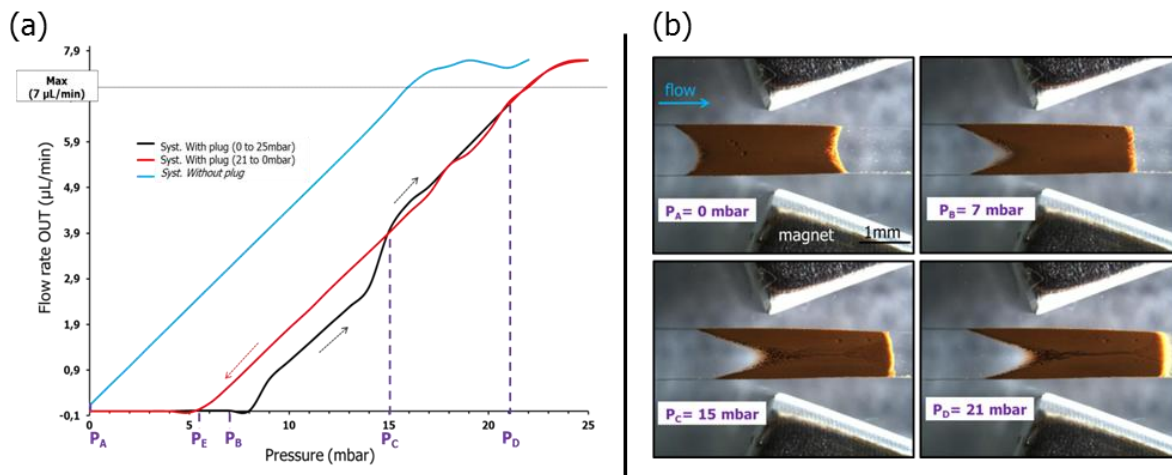 (a)
7,9
Max
(7 µL/min)
5,9
4,9
3,9
2,9
1,9
0,9
-0,1
Flow rate OUT (µL/min)
Syst. With plug (0 to 25mbar)
Syst. With plug (21 to 0mbar)
Syst. Without plug
0 5 10 15 20 25
PA PE PB PC PD
Pressure (mbar)
(b)
flow
PA= 0 mbar
magnet
1mm
PB= 7 mbar
PC= 15 mbar
PD= 21 mbar